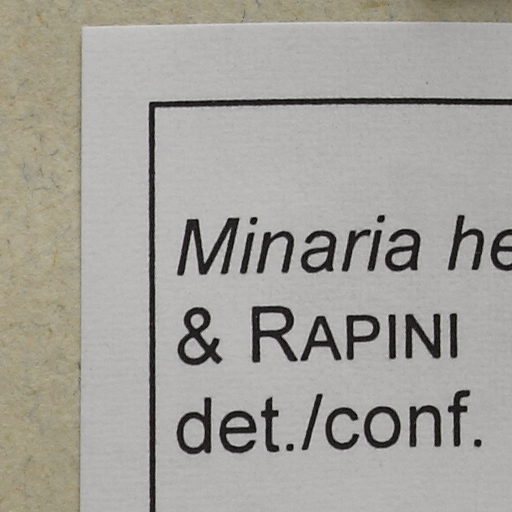 Minaria he
& RAPINI
det./conf.